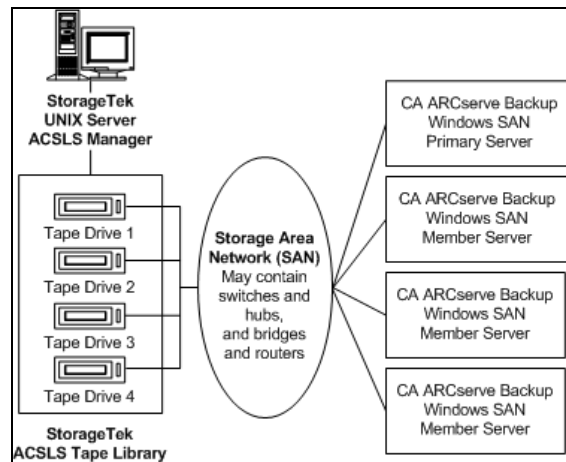 StorageTek
UNIX Server
ACSLS Manager
Tape Drive 1
Tape Drive 2
Tape Drive 3
Tape Drive 4
StorageTek
ACSLS Tape Library
Storage Area
Network (SAN)
May contain
switches and
hubs,
and bridges
and routers
CA ARCserve Backup
Windows SAN
Primary Server
CA ARCserve Backup
Windows SAN
Member Server
CA ARCserve Backup
Windows SAN
Member Server
CA ARCserve Backup
Windows SAN
Member Server